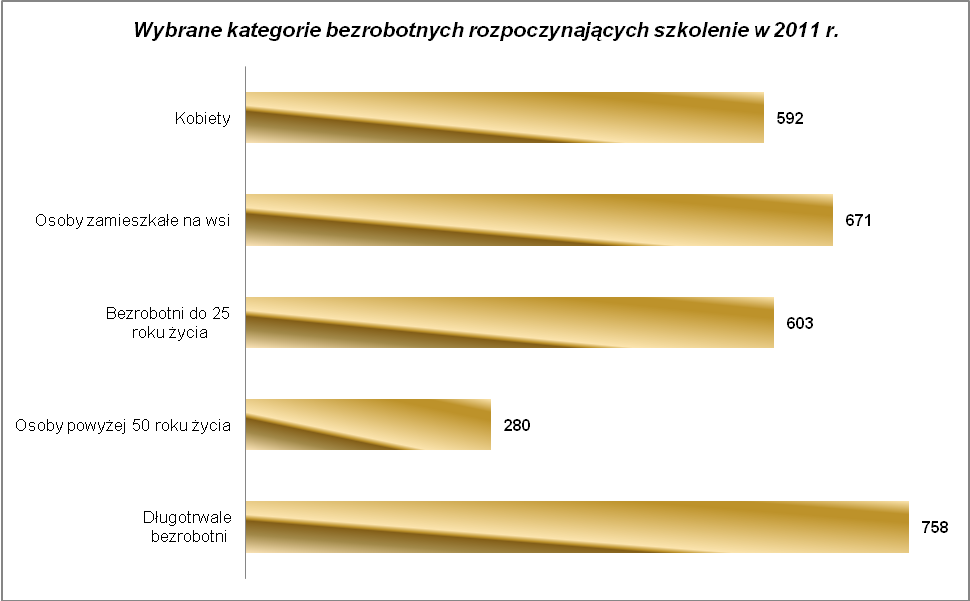 Wybrane kategorie bezrobotnych rozpoczynających szkolenie w 2011 r.
Kobiety
592
Osoby zamieszkałe na wsi
671
Bezrobotni do 25
roku życia
603
Osoby powyżej 50 roku życia
280
Długotrwale
bezrobotni
758